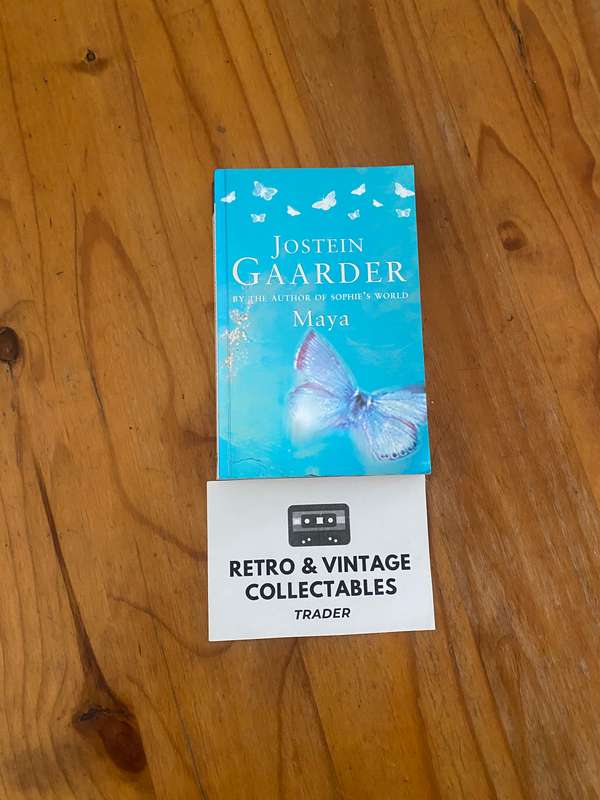 JOSTEIN
GAARDER
BY THE AUTHOR OF SOPHIE'S WORLD
Maya
RETRO & VINTAGE
COLLECTABLES
TRADER